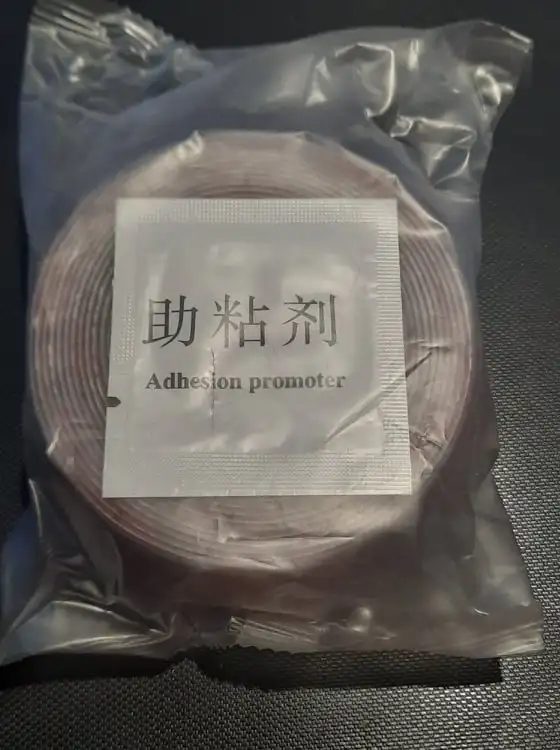 助粘剂
Adhesion promoter